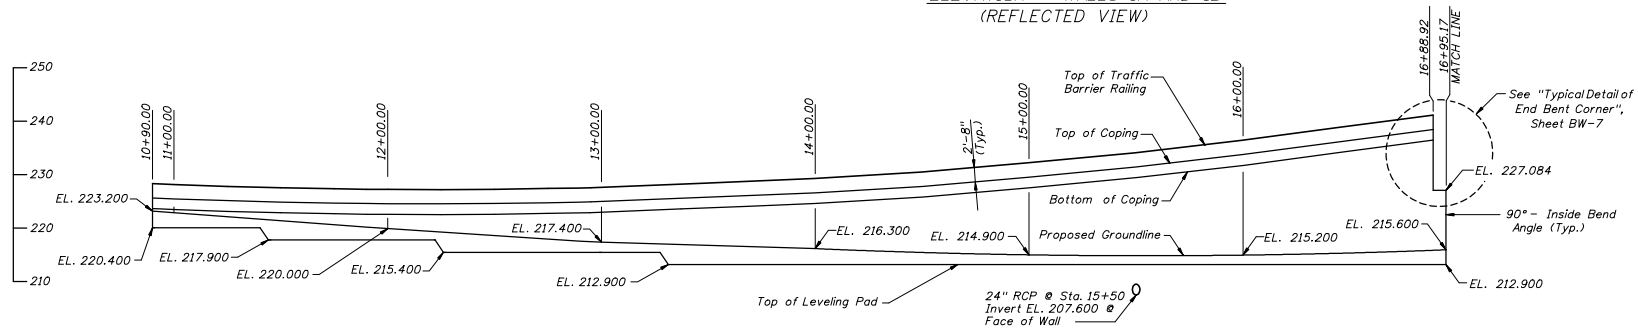 (REFLECTED VIEW)
250
240
230
220
210
10+90.00
11+00.00
12+00.00
13+00.00
14+00.00
2'-8"
(Typ.)
15+00.00
16+00.00
16+88.92
16+95.17
MATCH LINE
Top of Traffic
Barrier Railing
Top of Coping
Bottom of Coping
See "Typical Detail of
End Bent Corner",
Sheet BW-7
EL. 227.084
90° - Inside Bend
Angle (Typ.)
EL. 223.200
EL. 220.400
EL. 217.900
EL. 220.000
EL. 215.400
EL. 217.400
EL. 212.900
EL. 216.300
EL. 214.900
Proposed Groundline
EL. 215.200
EL. 215.600
EL. 212.900
Top of Leveling Pad
24" RCP @ Sta. 15+50
Invert EL. 207.600 @
Face of Wall